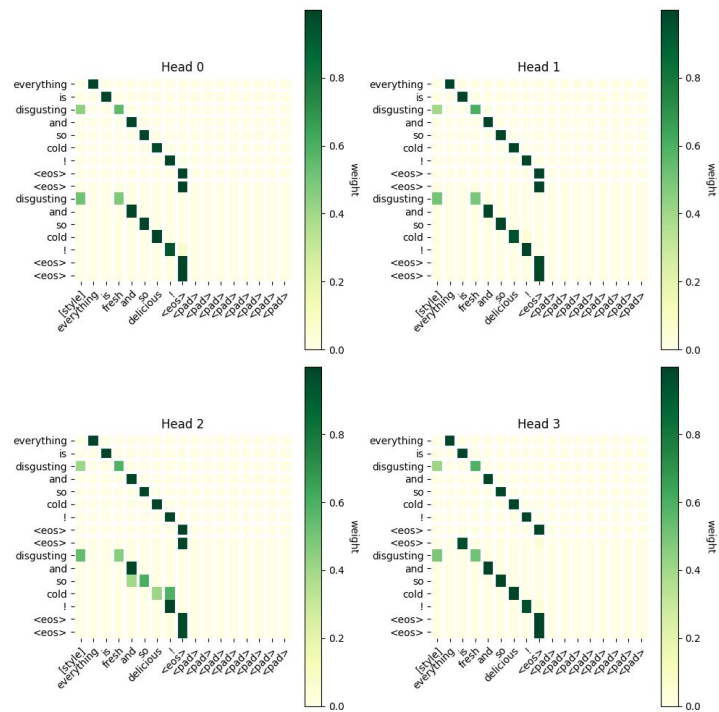 Head 0
everything
is
disgusting
and
so
cold
!
<eos>
<eos>
disgusting
and
so
cold
!
<eos>
<eos>
[style]
everything
is
fresh
and
so
delicious
!
<eos>
<pad>
<pad>
<pad>
<pad>
<pad>
<pad>
<pad>
<pad>
0.8
0.6
0.4
0.2
0.0
weight
Head 1
everything
is
disgusting
and
so
cold
!
<eos>
<eos>
disgusting
and
so
cold
!
<eos>
<eos>
[style]
everything
is
fresh
and
so
delicious
!
<eos>
<pad>
<pad>
<pad>
<pad>
<pad>
<pad>
<pad>
<pad>
0.8
0.6
0.4
0.2
0.0
weight
Head 2
everything
is
disgusting
and
so
cold
!
<eos>
<eos>
disgusting
and
so
cold
!
<eos>
<eos>
[style]
everything
is
fresh
and
so
delicious
!
<eos>
<pad>
<pad>
<pad>
<pad>
<pad>
<pad>
<pad>
<pad>
0.8
0.6
0.4
0.2
0.0
weight
Head 3
everything
is
disgusting
and
so
cold
!
<eos>
<eos>
disgusting
and
so
cold
!
<eos>
<eos>
[style]
everything
is
fresh
and
so
delicious
!
<eos>
<pad>
<pad>
<pad>
<pad>
<pad>
<pad>
<pad>
<pad>
0.8
0.6
0.4
0.2
0.0
weight